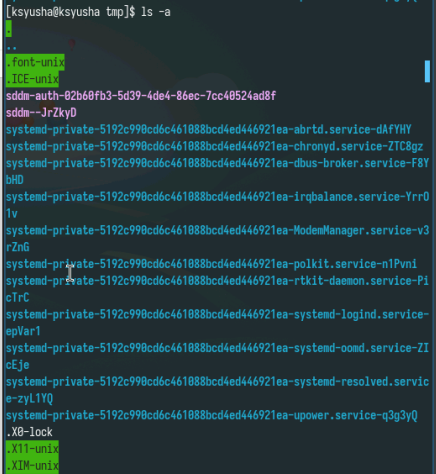 [ksyusha@ksyusha tmp]$ ls -a
.
..
.font-unix
.ICE-unix
sddm-auth-02b60fb3-5d39-4de4-86ec-7cc40524ad8f
sddm--JrZkyD
systemd-private-5192c990cd6c461088bcd4ed446921ea-abrtd.service-dAfYHY
systemd-private-5192c990cd6c461088bcd4ed446921ea-chronyd.service-ZTC8gz
systemd-private-5192c990cd6c461088bcd4ed446921ea-dbus-broker.service-F8Y
bHD
systemd-private-5192c990cd6c461088bcd4ed446921ea-irqbalance.service-YrrO
1v
systemd-private-5192c990cd6c461088bcd4ed446921ea-ModemManager.service-v3
rZnG
systemd-private-5192c990cd6c461088bcd4ed446921ea-polkit.service-n1Pvni
systemd-private-5192c990cd6c461088bcd4ed446921ea-rtkit-daemon.service-Pi
cTrC
systemd-private-5192c990cd6c461088bcd4ed446921ea-systemd-logind.service-
epVar1
systemd-private-5192c990cd6c461088bcd4ed446921ea-systemd-oomd.service-ZI
cEje
systemd-private-5192c990cd6c461088bcd4ed446921ea-systemd-resolved.servic
e-zyL1YQ
systemd-private-5192c990cd6c461088bcd4ed446921ea-upower.service-q3g3yQ
.X0-lock
.X11-unix
.XIM-unix